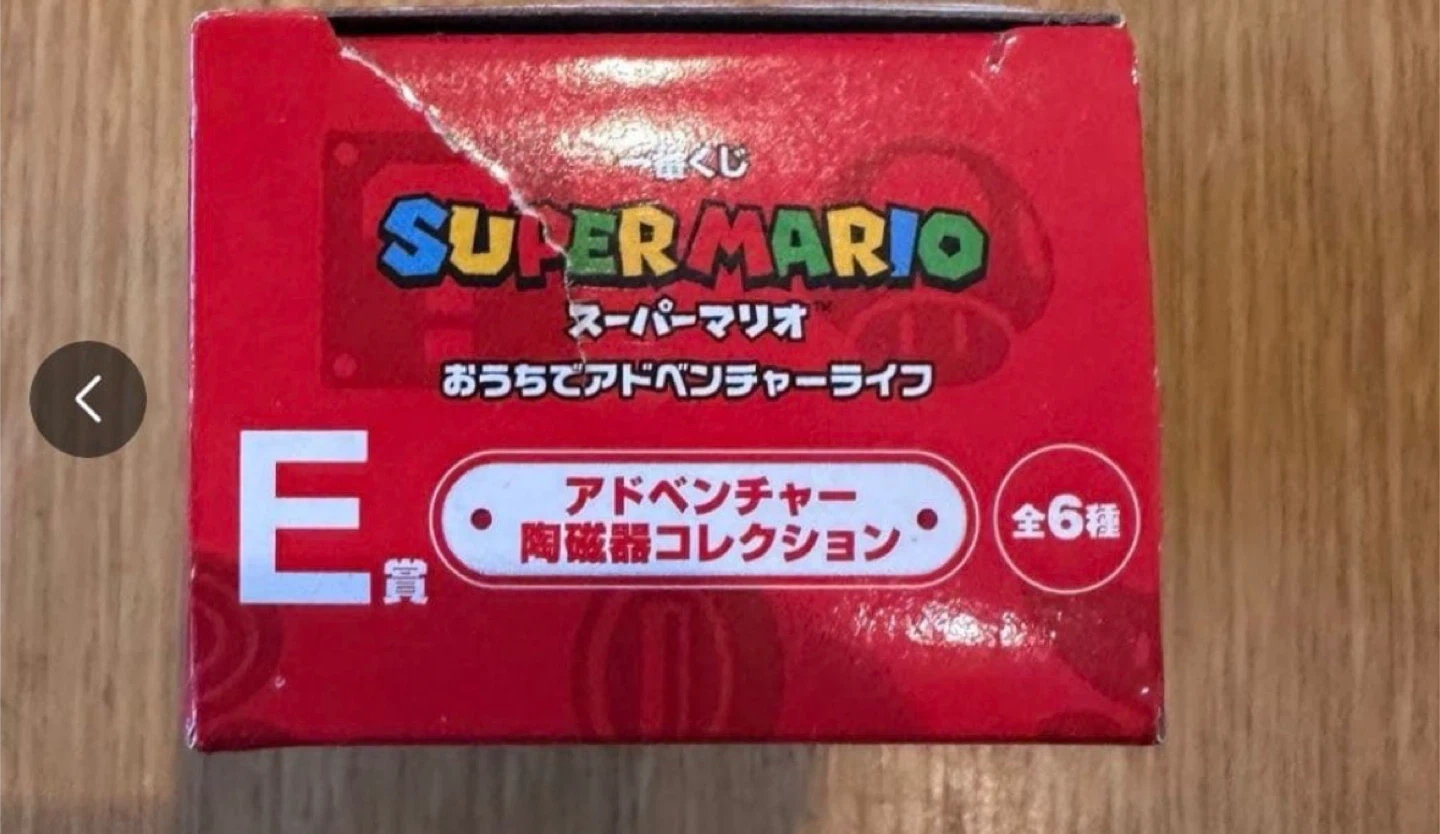 一番くじ
SUPER MARIO
スーパーマリオ™
おうちでアドベンチャーライフ
E賞
アドベンチャー
陶磁器コレクション
全6種